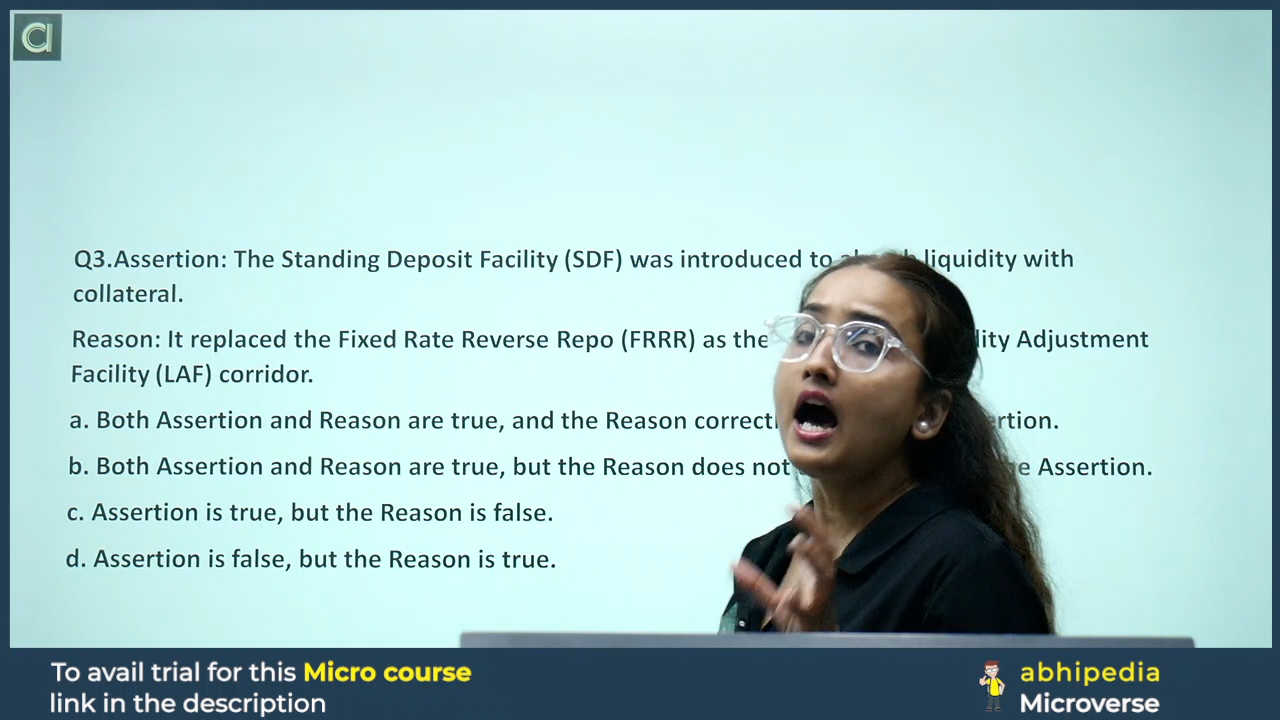 Q3.Assertion: The Standing Deposit Facility (SDF) was introduced to liquidity with
collateral.
Reason: It replaced the Fixed Rate Reverse Repo (FRRR) as the Adjustment
Facility (LAF) corridor.
a. Both Assertion and Reason are true, and the Reason
b. Both Assertion and Reason are true, but the Reason does not Assertion.
c. Assertion is true, but the Reason is false.
d. Assertion is false, but the Reason is true.
To avail trial for this Micro course
link in the description
abhipedia
Microverse